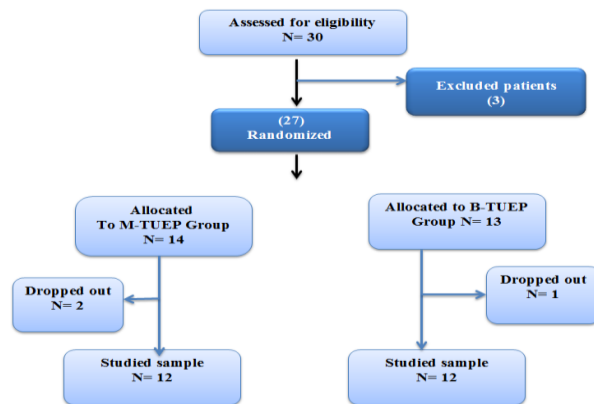 Assessed for eligibility
N= 30
Excluded patients
(3)
(27)
Randomized
Allocated
To M-TUEP Group
N= 14
Allocated to B-TUEP
Group N= 13
Dropped out
N= 2
Dropped out
N= 1
Studied sample
N= 12
Studied sample
N= 12